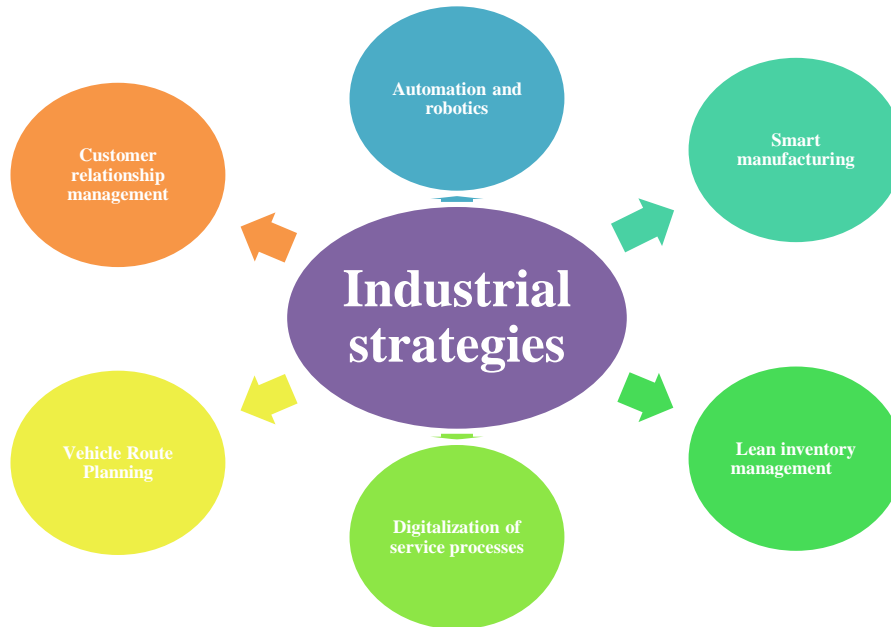 Automation and
robotics
Smart
manufacturing
Customer
relationship
management
Industrial
strategies
Vehicle Route
Planning
Lean inventory
management
Digitalization of
service processes